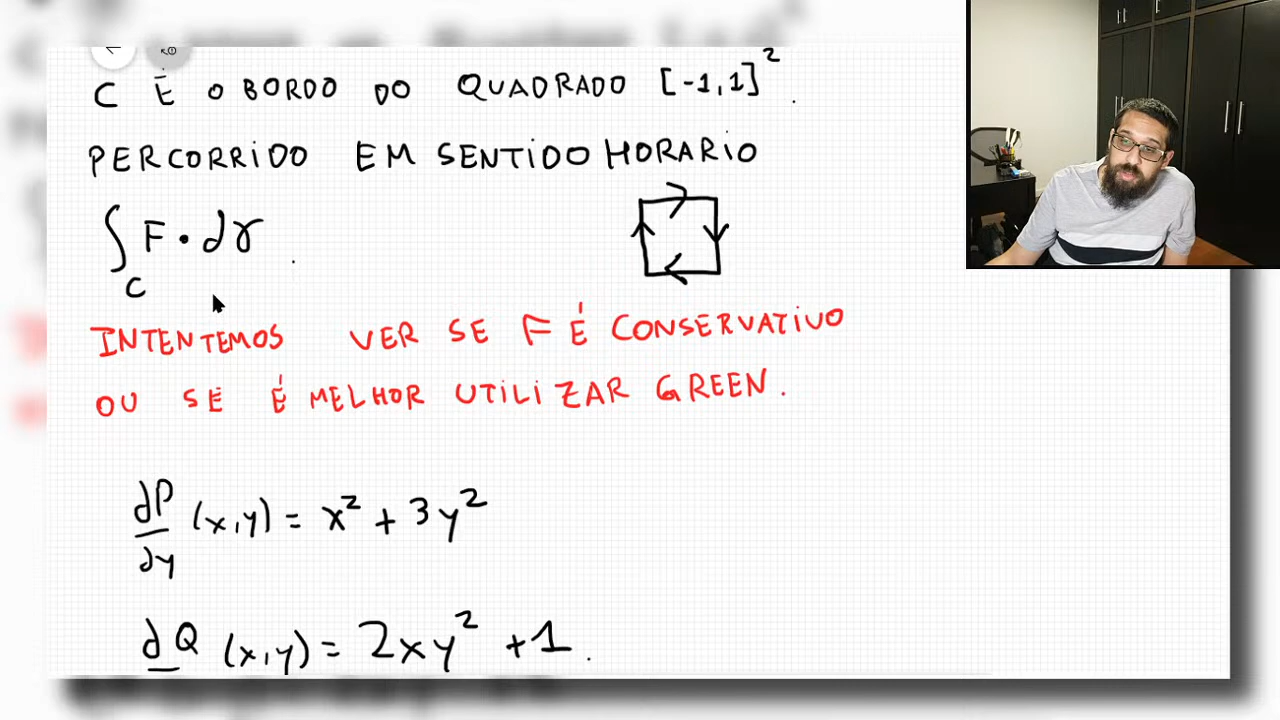 C É O BORDO DO QUADRADO [-1,1]².
PERCORRIDO EM SENTIDO HORARIO
∫_C F · dr .
INTENTEMOS VER SE F É CONSERVATIVO
OU SE É MELHOR UTILIZAR GREEN.
∂P/∂y (x,y) = x² + 3y²
∂Q (x,y) = 2xy² + 1.